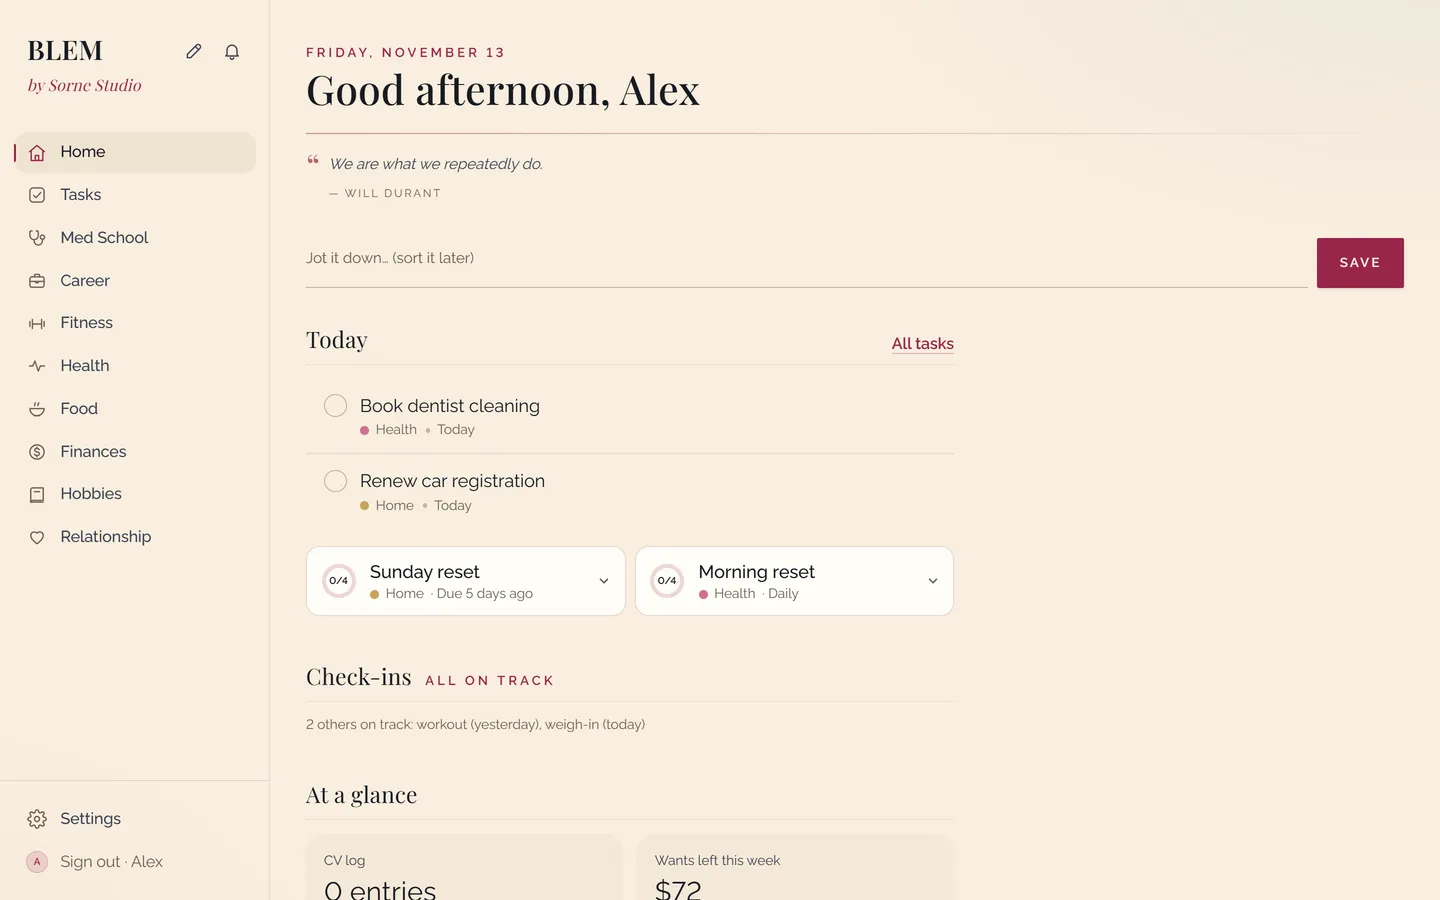 BLEM
by Sorne Studio
Home
Tasks
Med School
Career
Fitness
Health
Food
Finances
Hobbies
Relationship
Settings
A
Sign out · Alex
FRIDAY, NOVEMBER 13
Good afternoon, Alex
“ We are what we repeatedly do.
— WILL DURANT
Jot it down… (sort it later)
SAVE
Today
All tasks
Book dentist cleaning
Health • Today
Renew car registration
Home • Today
0/4
Sunday reset
Home · Due 5 days ago
0/4
Morning reset
Health · Daily
Check-ins ALL ON TRACK
2 others on track: workout (yesterday), weigh-in (today)
At a glance
CV log
0 entries
Wants left this week
$72